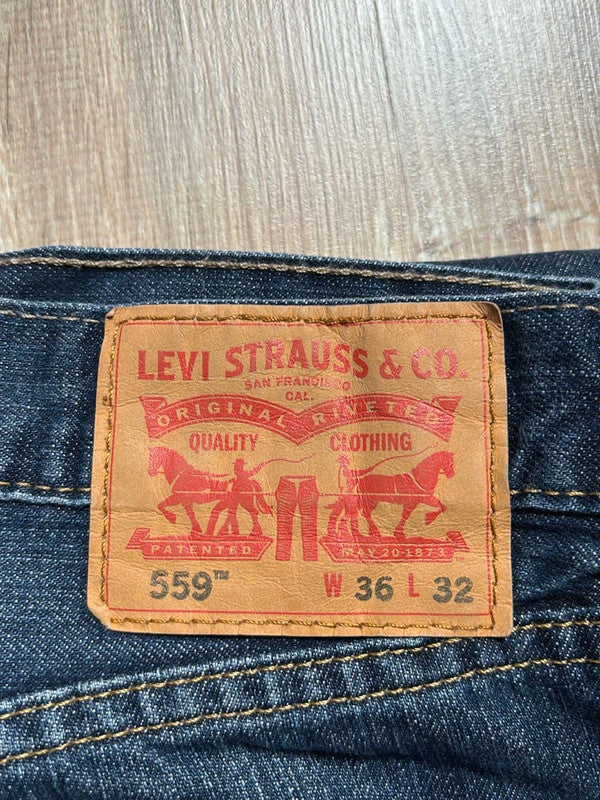 LEVI STRAUSS & CO.
SAN FRANCISCO
CAL.
ORIGINAL RIVETED
QUALITY CLOTHING
PATENTED MAY 20·1873
559™ W 36 L 32